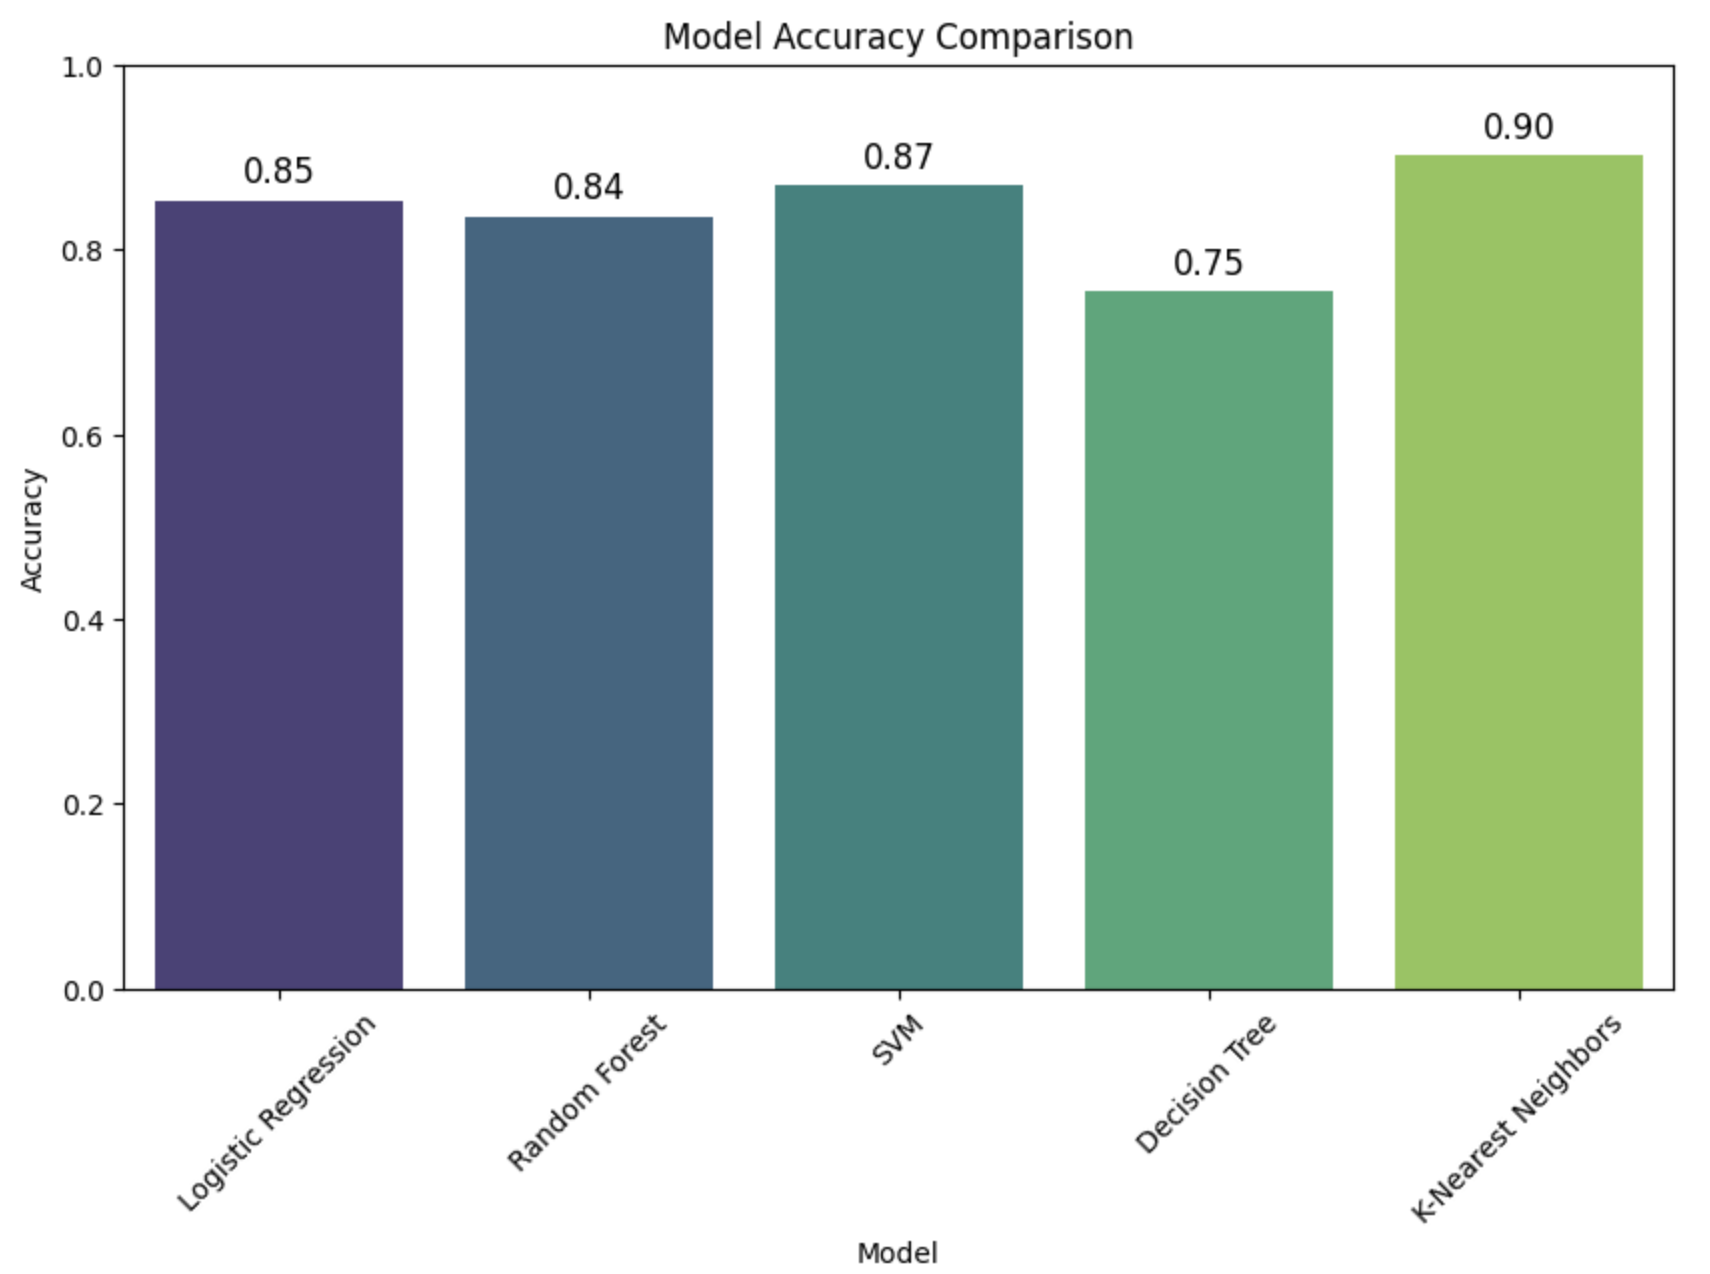 Model Accuracy Comparison
1.0
0.8
0.6
0.4
0.2
0.0
Accuracy
0.85
0.84
0.87
0.75
0.90
Logistic Regression
Random Forest
SVM
Decision Tree
K-Nearest Neighbors
Model